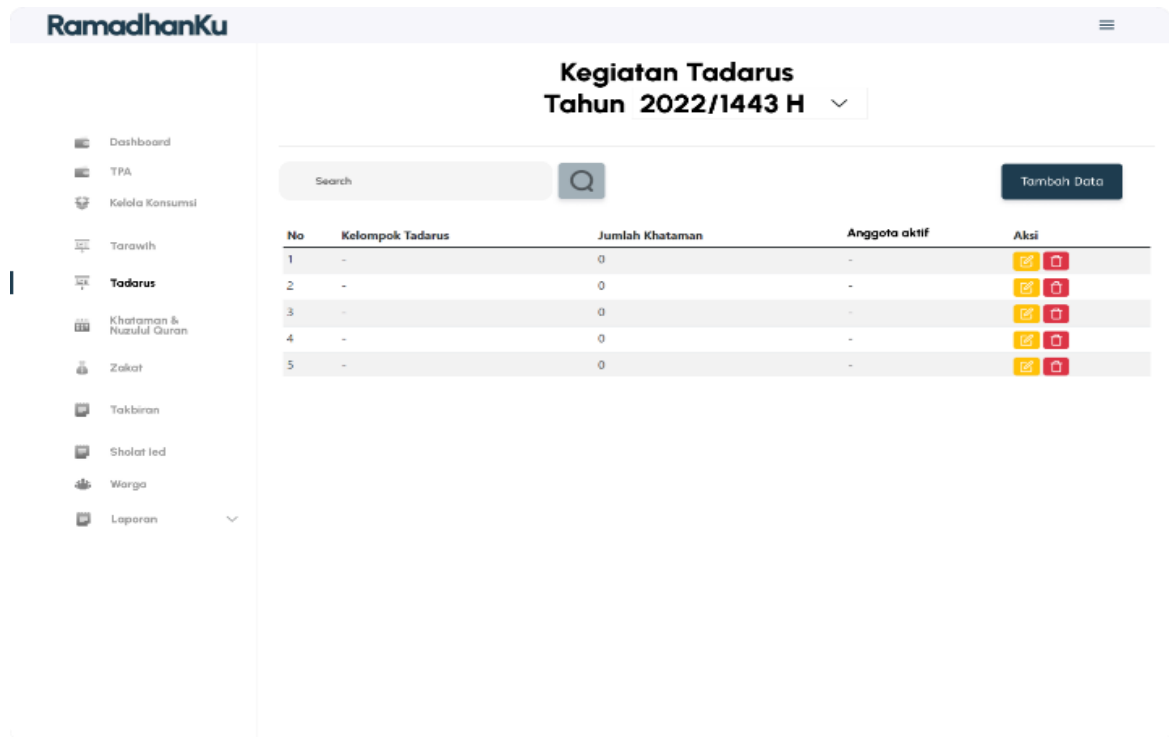 RamadhanKu
Kegiatan Tadarus
Tahun 2022/1443 H
Dashboard
TPA
Kelola Konsumsi
Tarawih
Tadarus
Khataman &
Nuzulul Quran
Zakat
Takbiran
Sholat Ied
Warga
Laporan
Search
Tambah Data
No Kelompok Tadarus Jumlah Khataman Anggota aktif Aksi
1 - 0 -
2 - 0 -
3 - 0 -
4 - 0 -
5 - 0 -